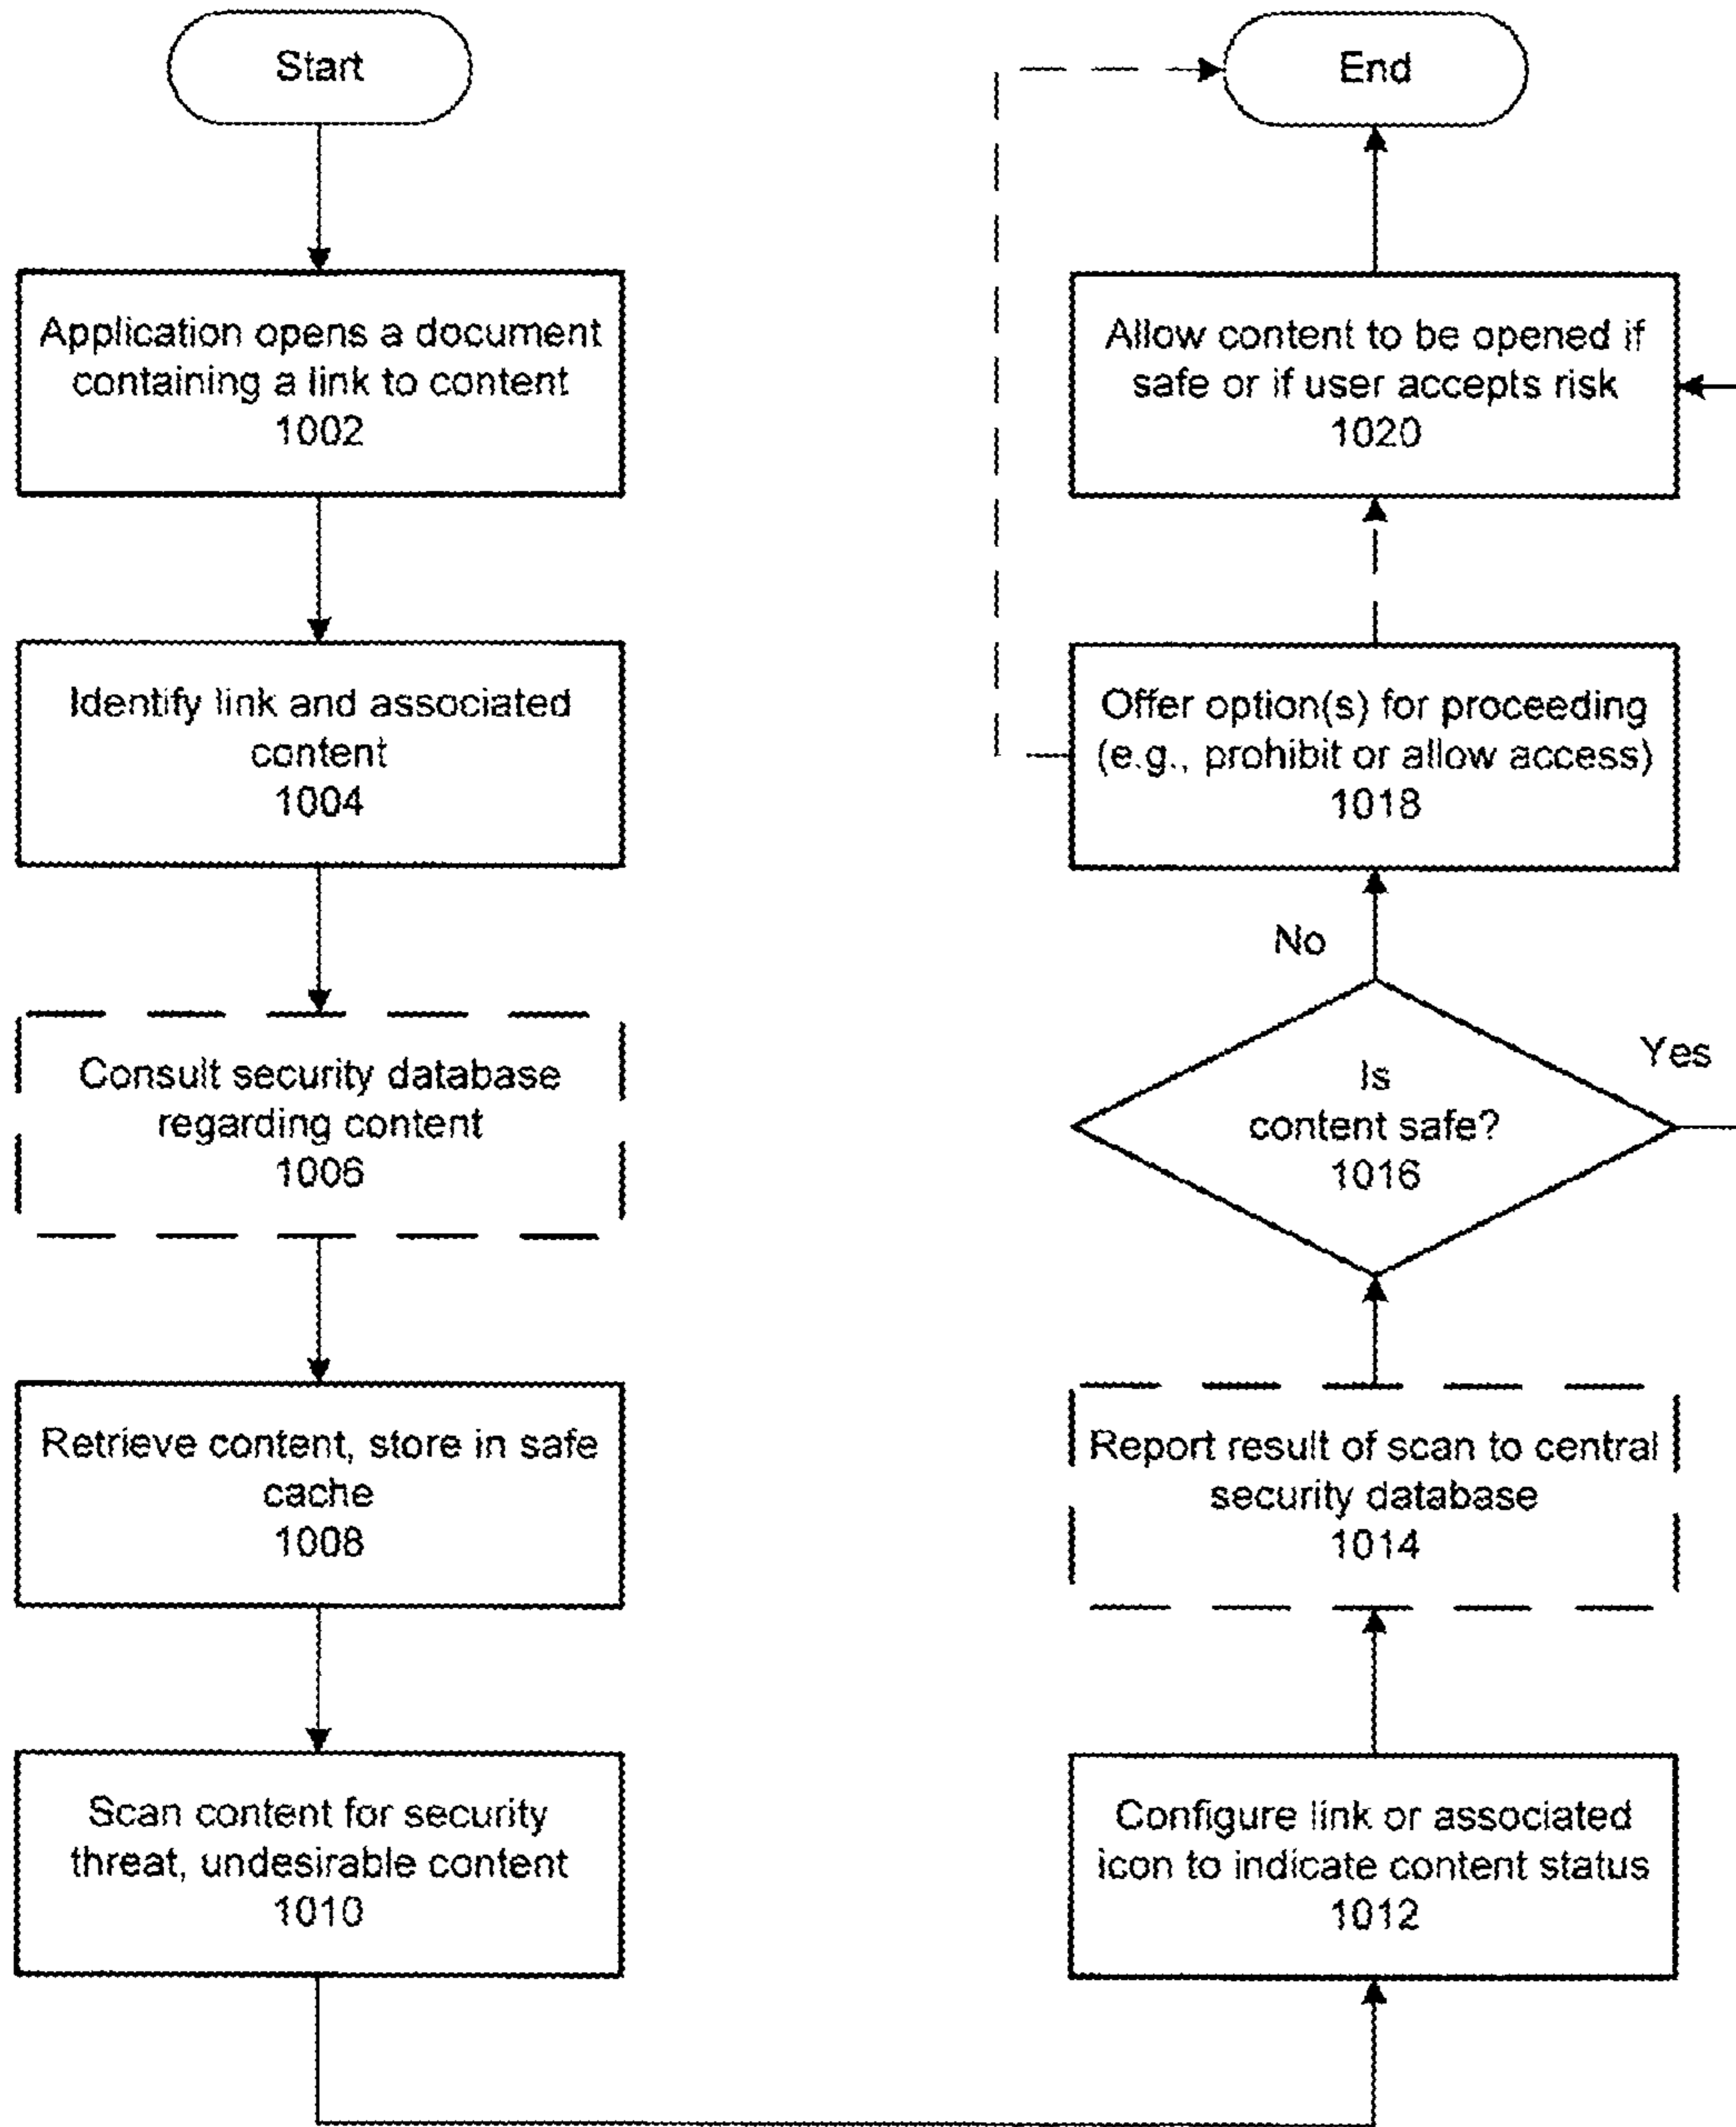 Start
Application opens a document
containing a link to content
1002
Identify link and associated
content
1004
Consult security database
regarding content
1006
Retrieve content, store in safe
cache
1008
Scan content for security
threat, undesirable content
1010
End
Allow content to be opened if
safe or if user accepts risk
1020
Offer option(s) for proceeding
(e.g., prohibit or allow access)
1018
No
Yes
Is
content safe?
1016
Report result of scan to central
security database
1014
Configure link or associated
icon to indicate content status
1012